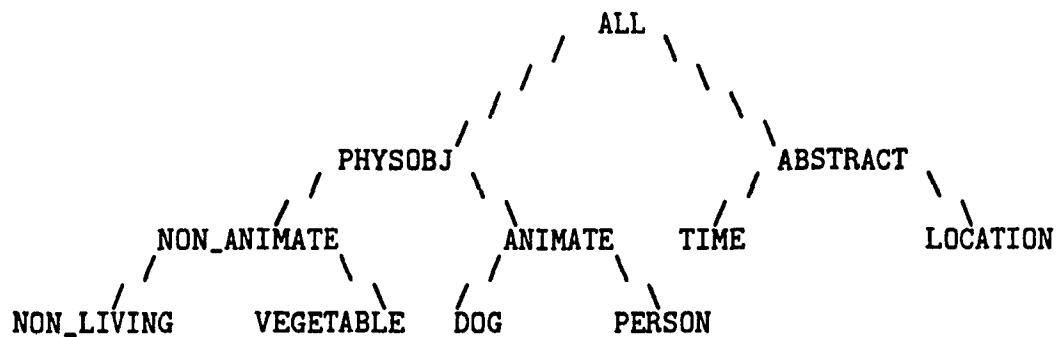 ALL
PHYSOBJ ABSTRACT
NON_ANIMATE ANIMATE TIME LOCATION
NON_LIVING VEGETABLE DOG PERSON